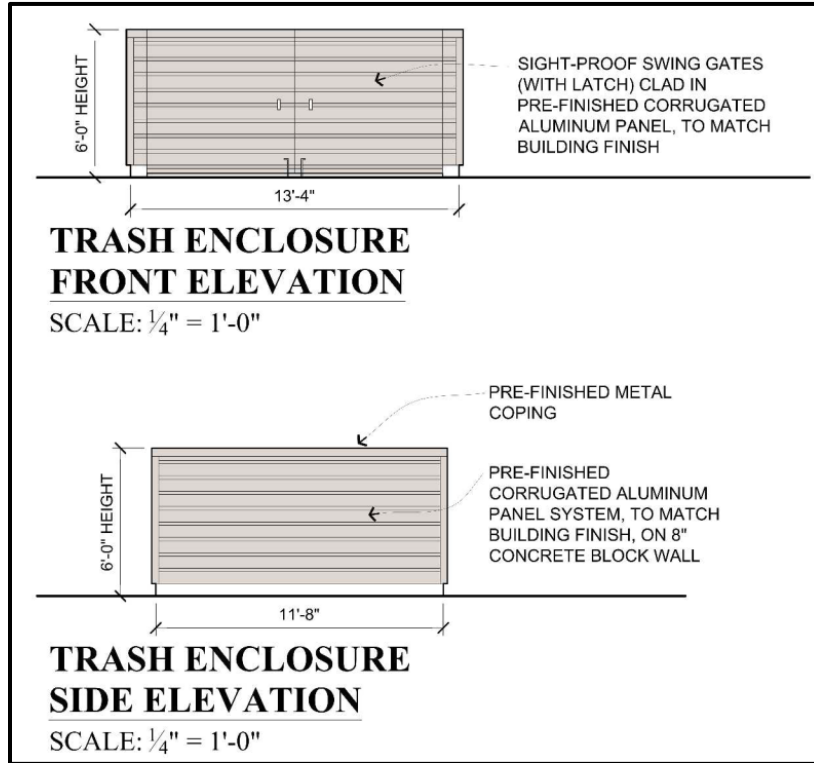 SIGHT-PROOF SWING GATES
(WITH LATCH) CLAD IN
PRE-FINISHED CORRUGATED
ALUMINUM PANEL, TO MATCH
BUILDING FINISH
6'-0" HEIGHT
13'-4"
TRASH ENCLOSURE
FRONT ELEVATION
SCALE: 1/4" = 1'-0"
PRE-FINISHED METAL
COPING
PRE-FINISHED
CORRUGATED ALUMINUM
PANEL SYSTEM, TO MATCH
BUILDING FINISH, ON 8"
CONCRETE BLOCK WALL
6'-0" HEIGHT
11'-8"
TRASH ENCLOSURE
SIDE ELEVATION
SCALE: 1/4" = 1'-0"